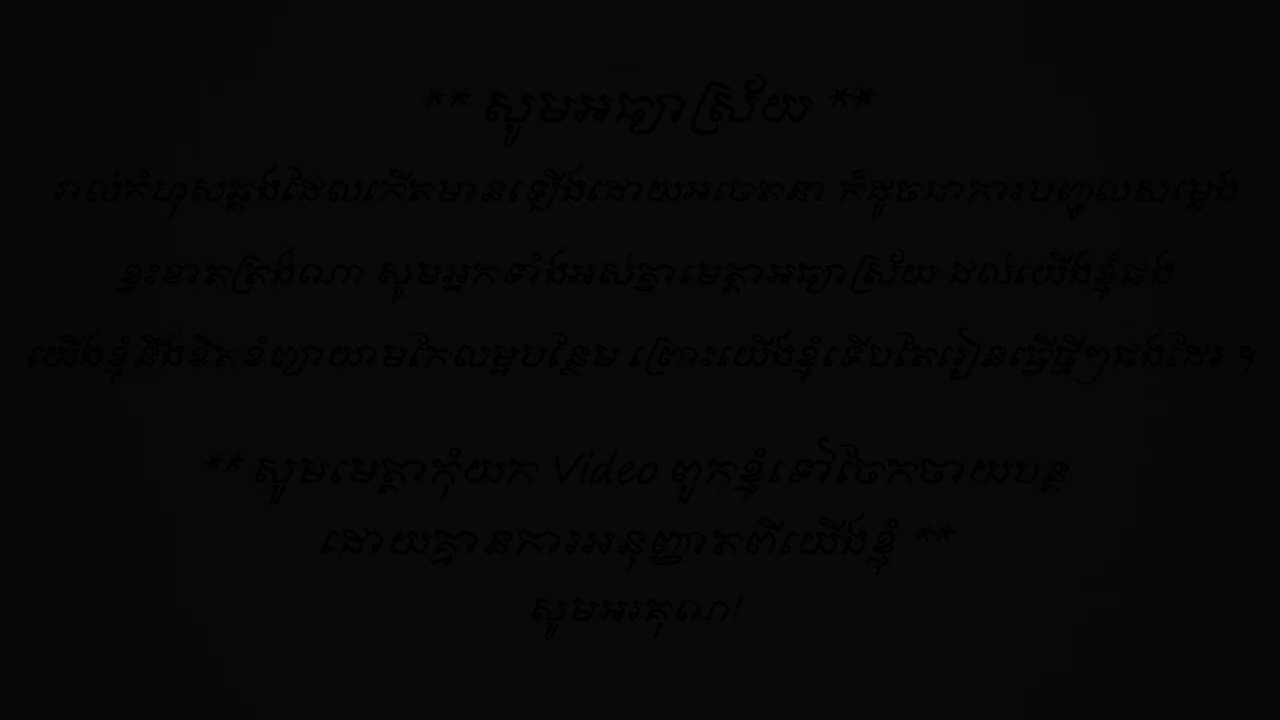 ** សូមអធ្យាស្រ័យ **
រាល់កំហុសឆ្គងដែលកើតមានឡើងដោយអចេតនា ក៏ដូចជាការបញ្ចូលសម្លេង
ខ្វះខាតត្រង់ណា សូមអ្នកទាំងអស់គ្នាមេត្តាអធ្យាស្រ័យ ដល់យើងខ្ញុំផង
យើងខ្ញុំនឹងខិតខំព្យាយាមកែលម្អបន្ថែម ព្រោះយើងខ្ញុំទើបតែរៀនធ្វើថ្មីៗផងដែរ ។
** សូមមេត្តាកុំយក Video ពួកខ្ញុំទៅចែកចាយបន្ត
ដោយគ្មានការអនុញ្ញាតពីយើងខ្ញុំ **
សូមអរគុណ!